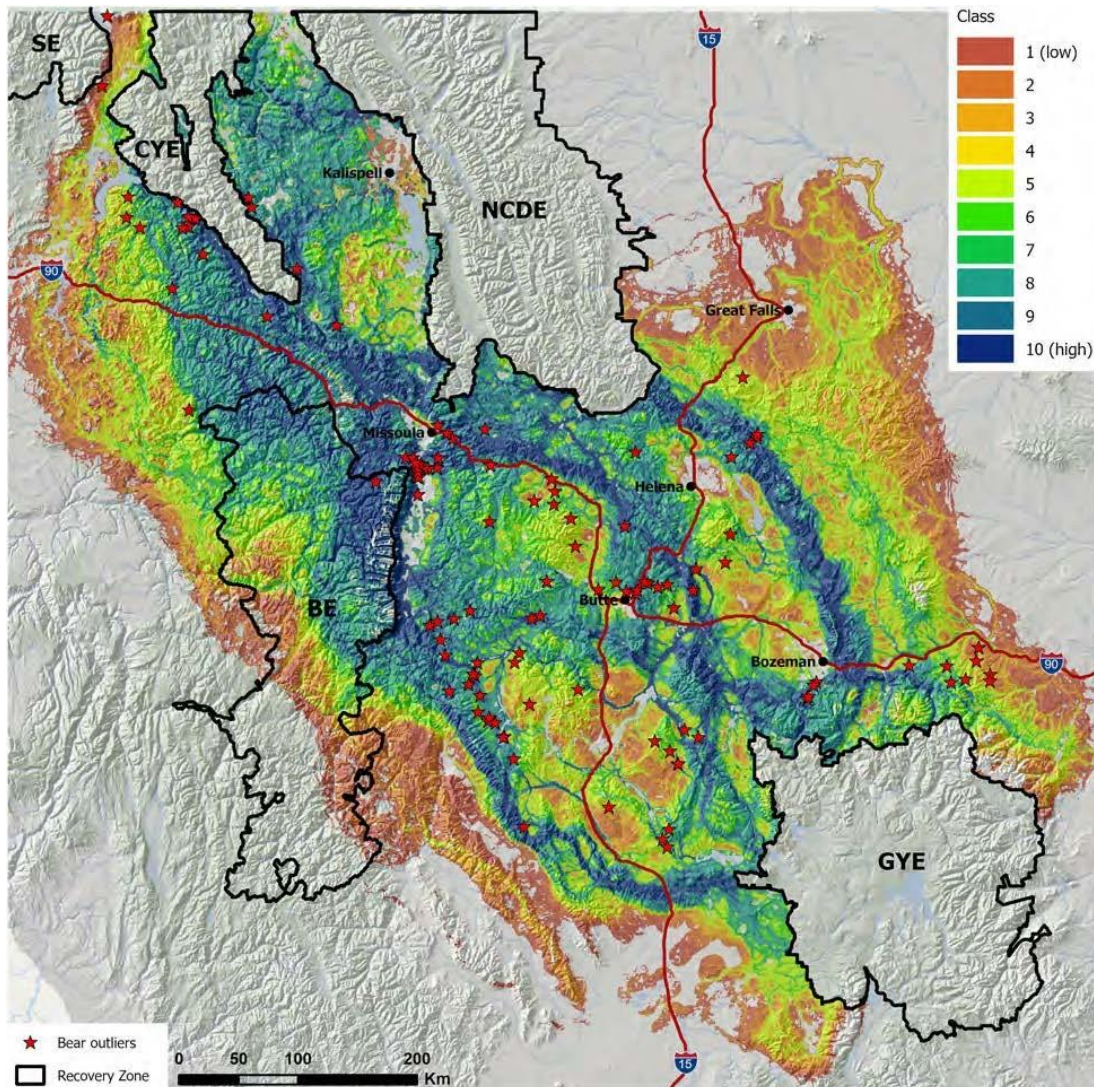 SE
CYE
Kalispell
NCDE
15
90
Great Falls
Missoula
Helena
BE
Butte
Bozeman
90
GYE
15
Class
1 (low)
2
3
4
5
6
7
8
9
10 (high)
Bear outliers
Recovery Zone
0 50 100 200
Km